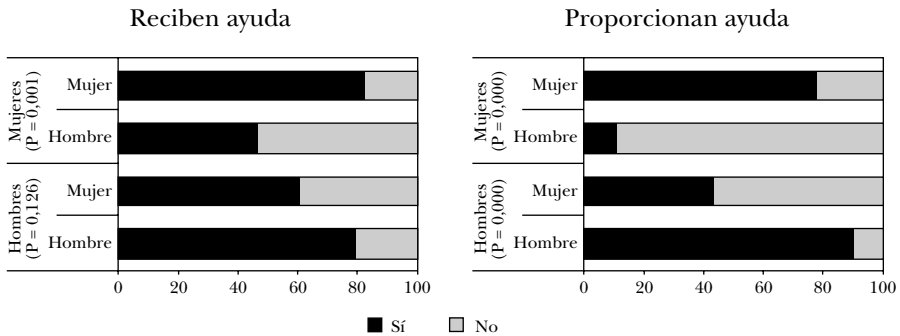 Reciben ayuda
Mujeres
(P = 0,001)
Mujer
Hombre
Hombres
(P = 0,126)
Mujer
Hombre
0 20 40 60 80 100
Proporcionan ayuda
Mujeres
(P = 0,000)
Mujer
Hombre
Hombres
(P = 0,000)
Mujer
Hombre
0 20 40 60 80 100
Sí No